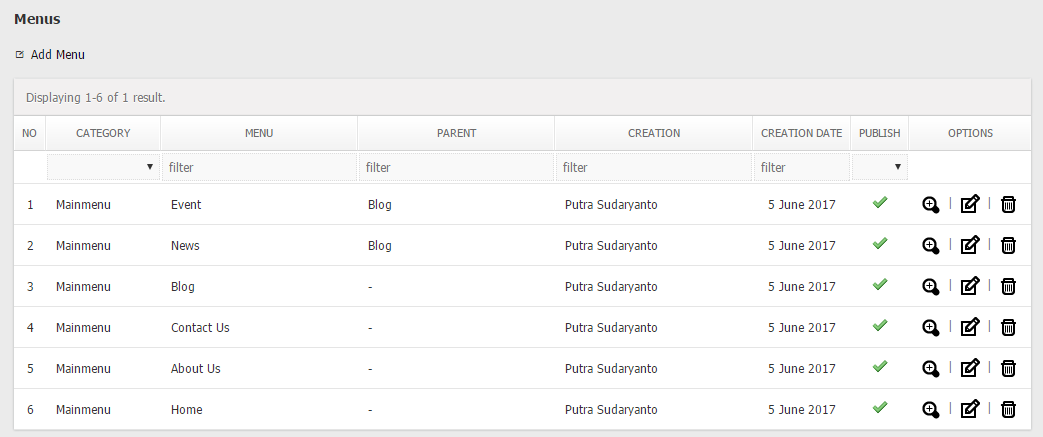 Menus
Add Menu
Displaying 1-6 of 1 result.
NO CATEGORY MENU PARENT CREATION CREATION DATE PUBLISH OPTIONS
filter filter filter filter
1 Mainmenu Event Blog Putra Sudaryanto 5 June 2017 | |
2 Mainmenu News Blog Putra Sudaryanto 5 June 2017 | |
3 Mainmenu Blog - Putra Sudaryanto 5 June 2017 | |
4 Mainmenu Contact Us - Putra Sudaryanto 5 June 2017 | |
5 Mainmenu About Us - Putra Sudaryanto 5 June 2017 | |
6 Mainmenu Home - Putra Sudaryanto 5 June 2017 | |